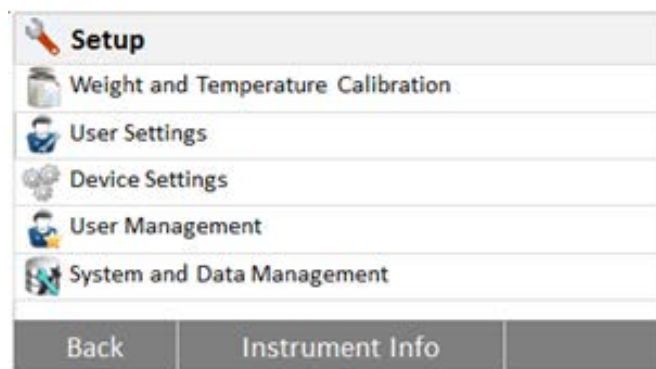 Setup
Weight and Temperature Calibration
User Settings
Device Settings
User Management
System and Data Management
Back Instrument Info